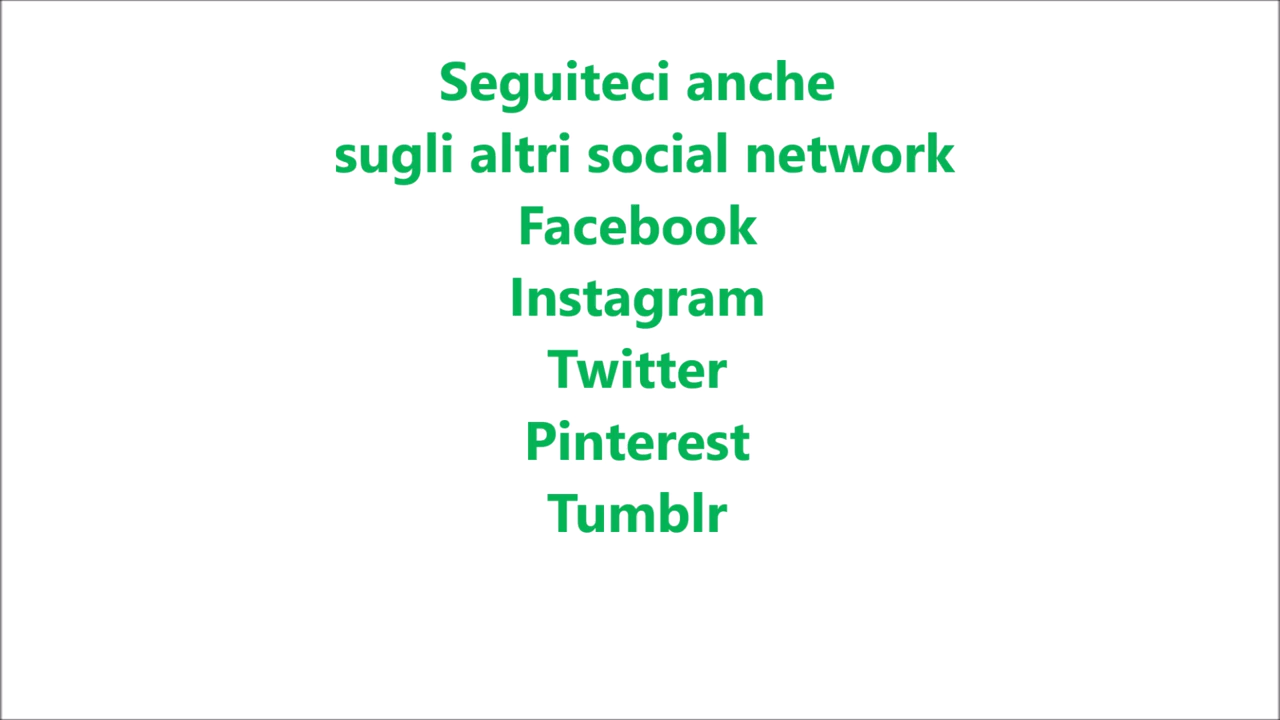 Seguiteci anche
sugli altri social network
Facebook
Instagram
Twitter
Pinterest
Tumblr